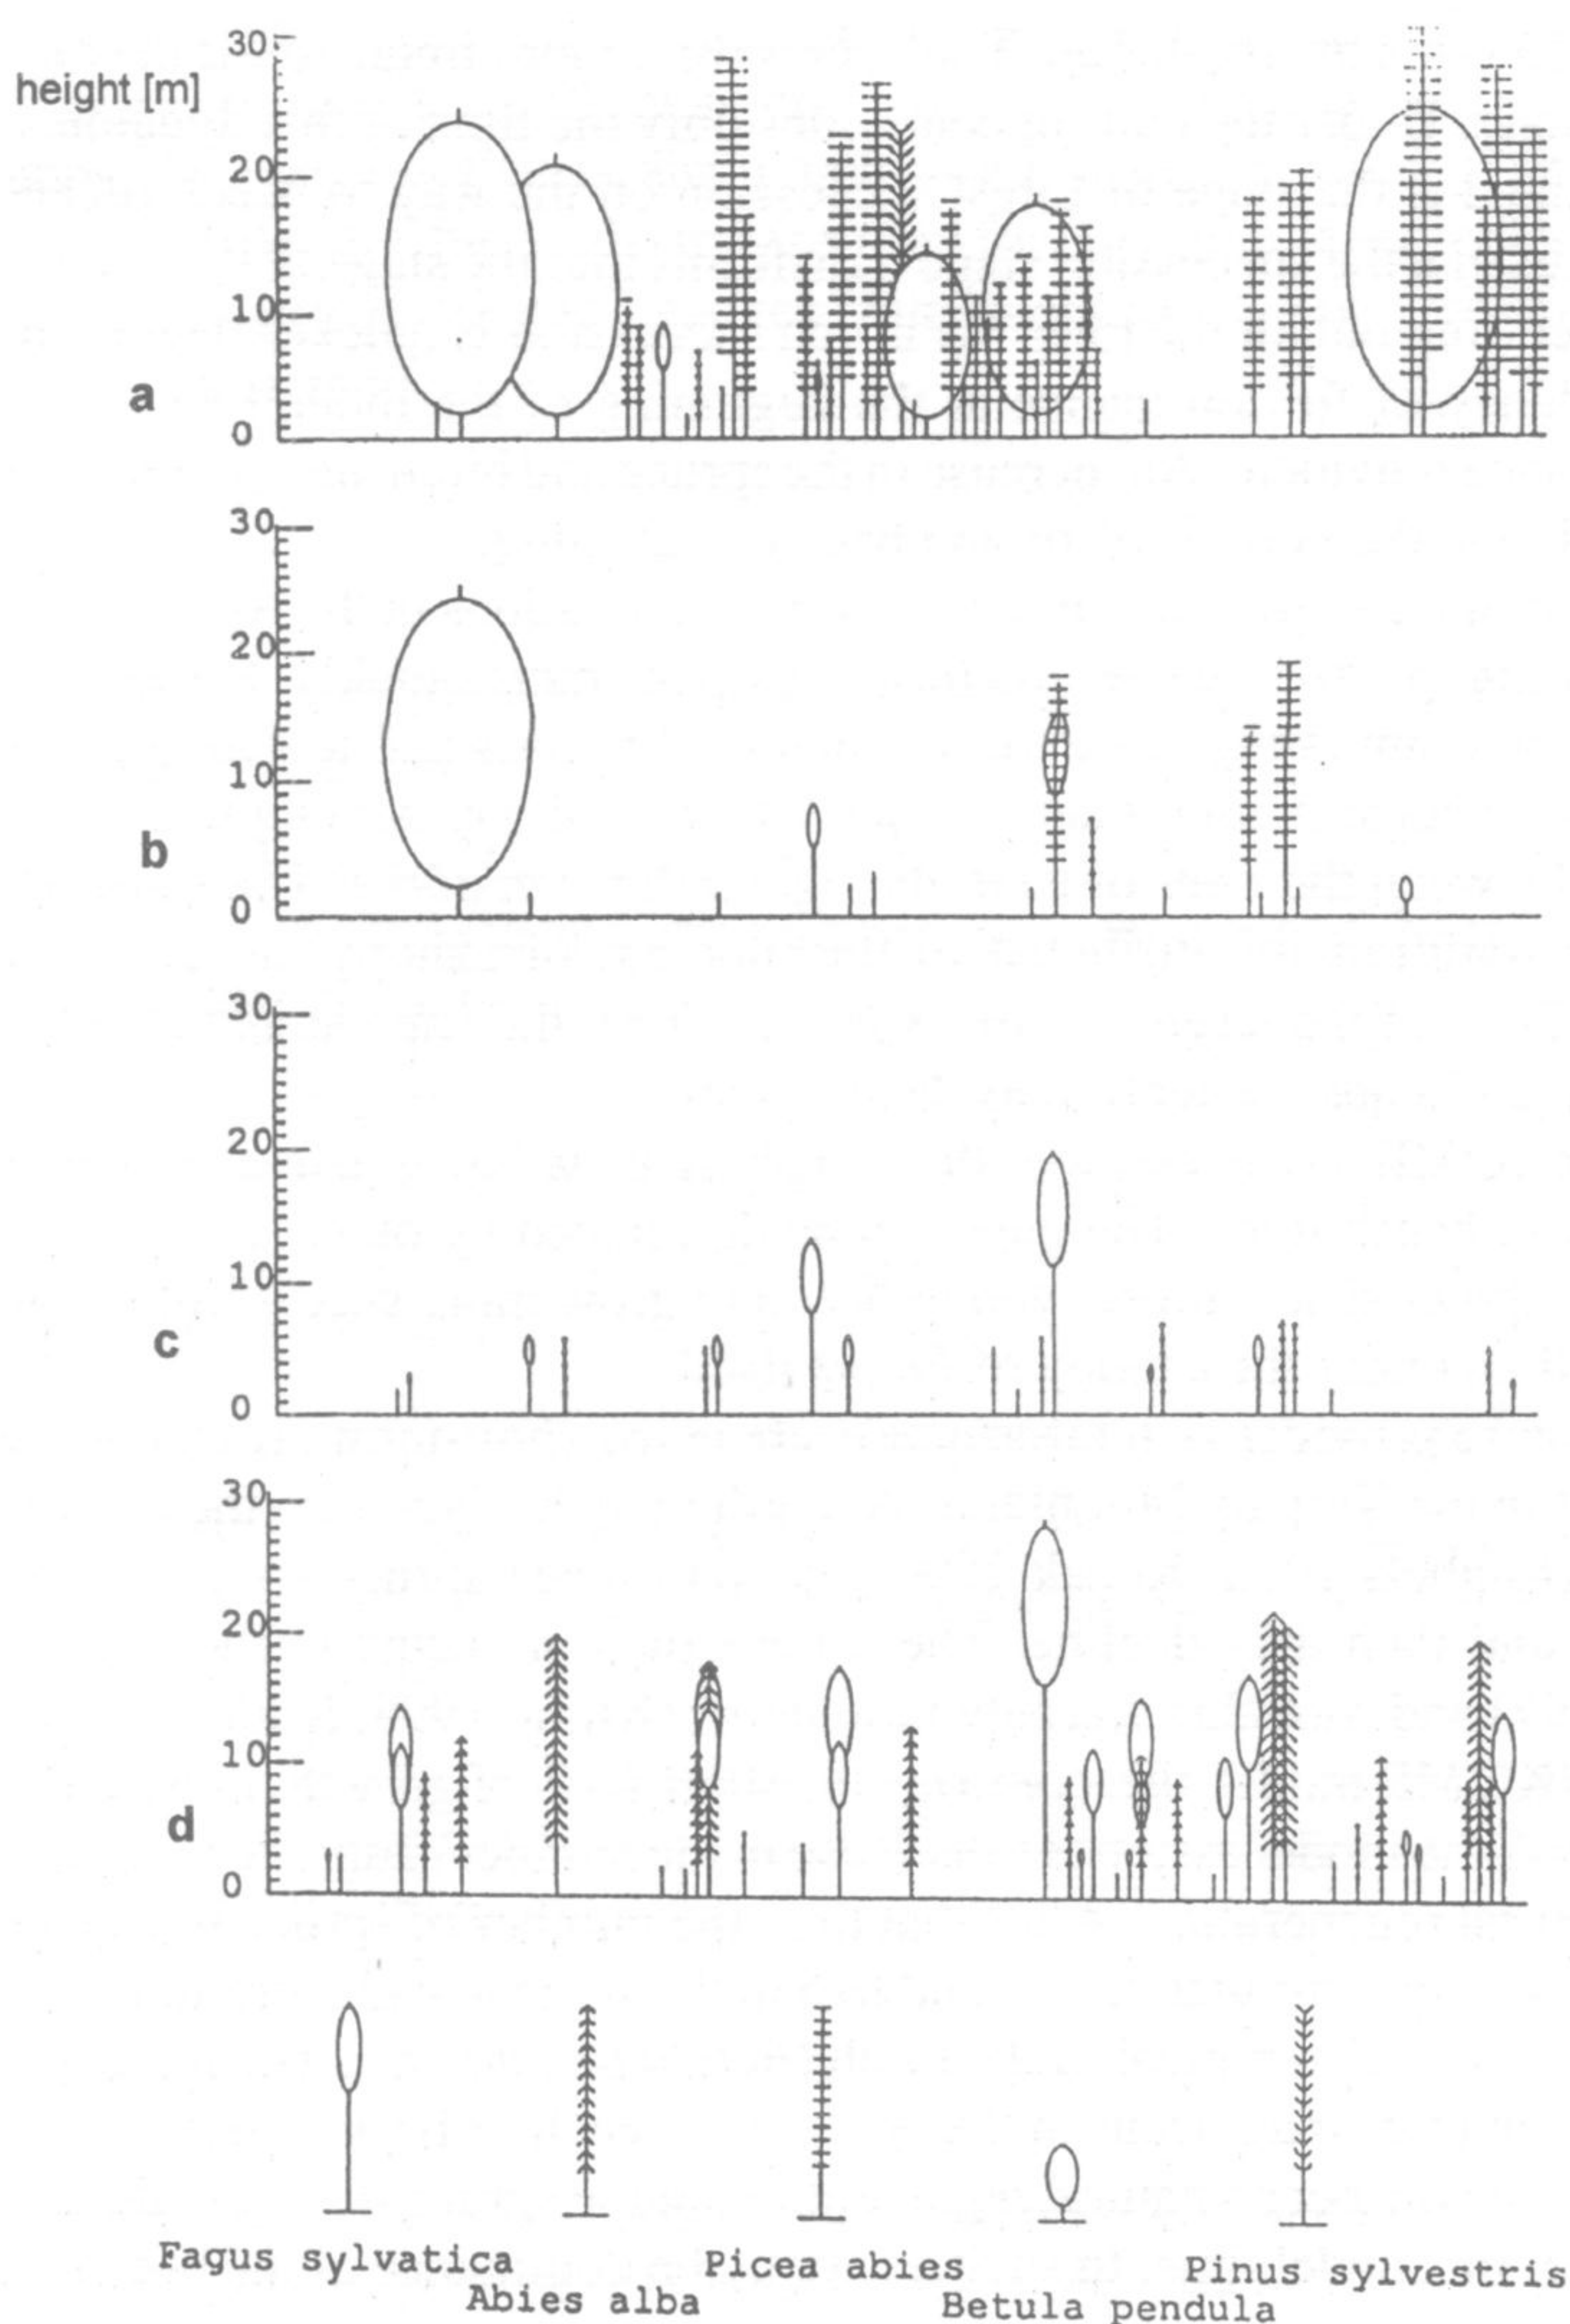 30
height [m]
20
10
a
0
30
20
10
b
0
30
20
10
c
0
30
20
10
d
0
Fagus sylvatica
Picea abies
Pinus sylvestris
Abies alba
Betula pendula